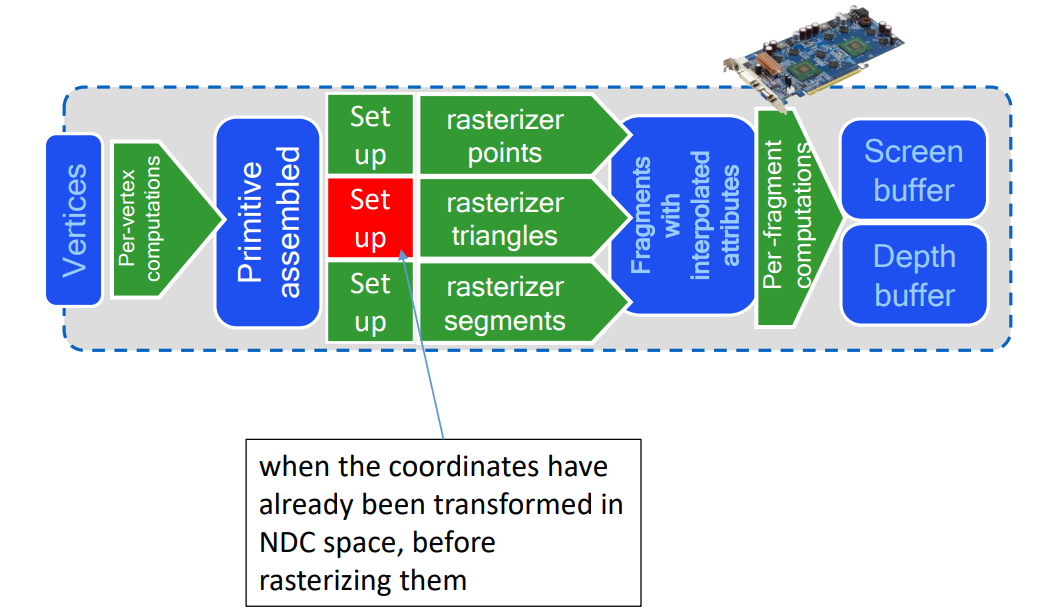 Vertices
Per-vertex
computations
Primitive
assembled
Set
up
rasterizer
points
Set
up
rasterizer
triangles
Set
up
rasterizer
segments
Fragments
with
interpolated
attributes
Per -fragment
computations
Screen
buffer
Depth
buffer
when the coordinates have
already been transformed in
NDC space, before
rasterizing them